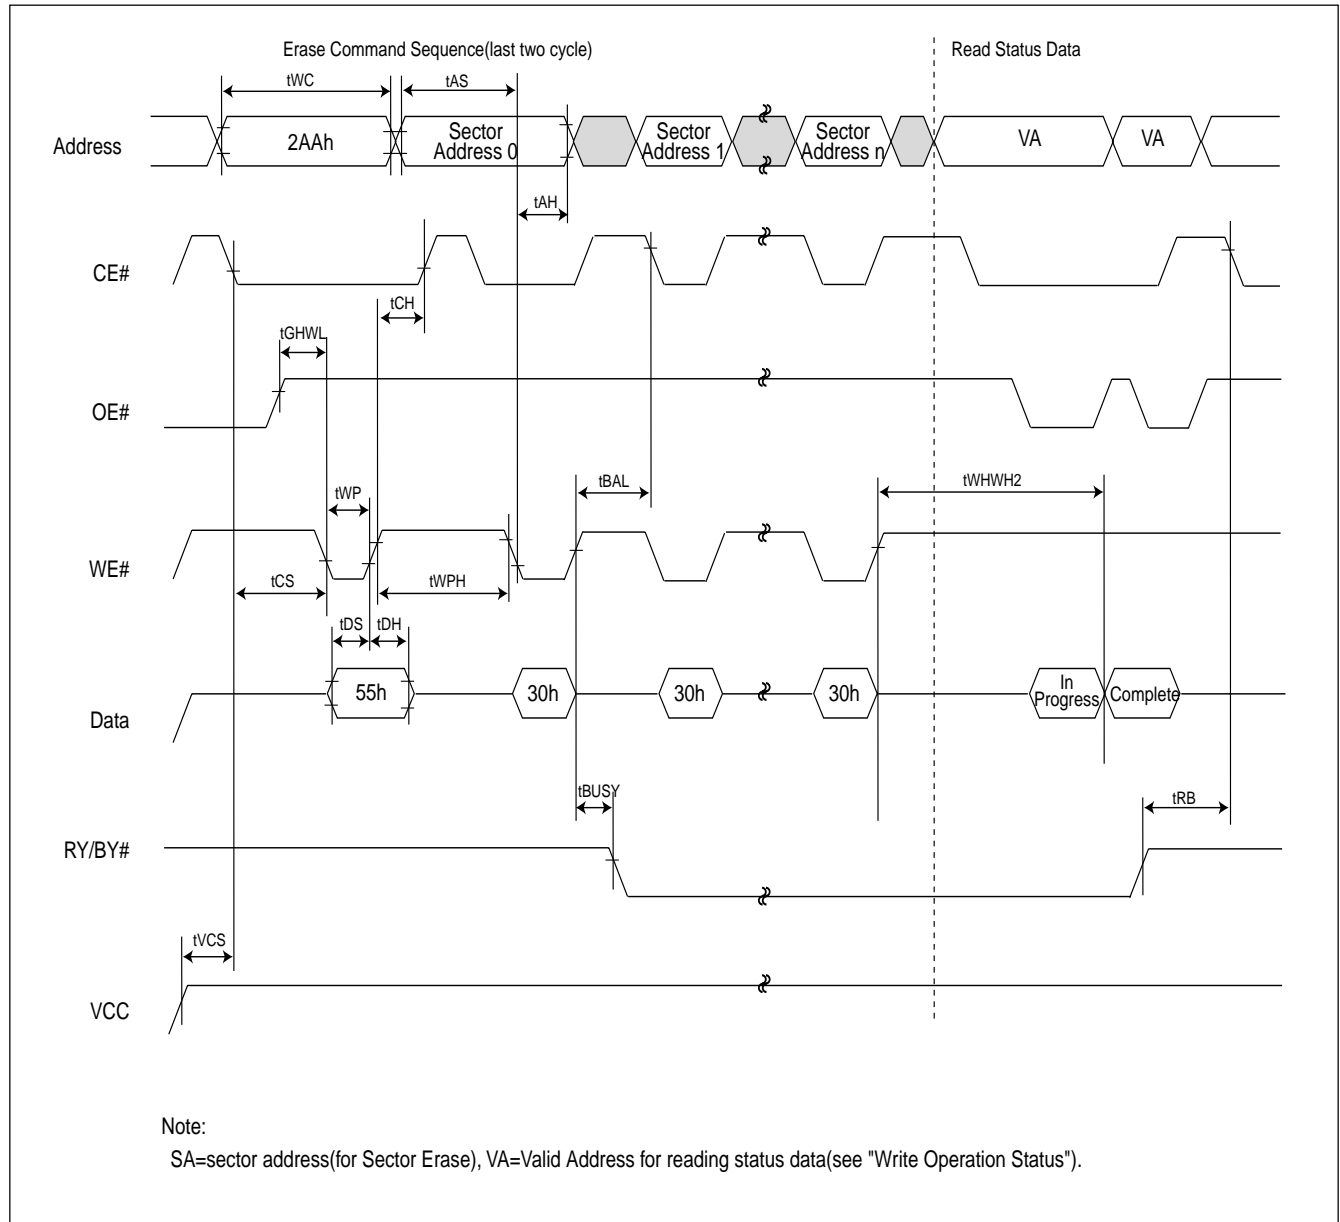 Erase Command Sequence(last two cycle)
Read Status Data
tWC
tAS
Address
2AAh
Sector
Address 0
Sector
Address 1
Sector
Address n
VA
VA
tAH
CE#
tCH
tGHWL
OE#
tBAL
tWHWH2
tWP
WE#
tCS
tWPH
tDS
tDH
Data
55h
30h
30h
30h
In
Progress
Complete
tBUSY
tRB
RY/BY#
tVCS
VCC
Note:
SA=sector address(for Sector Erase), VA=Valid Address for reading status data(see "Write Operation Status").